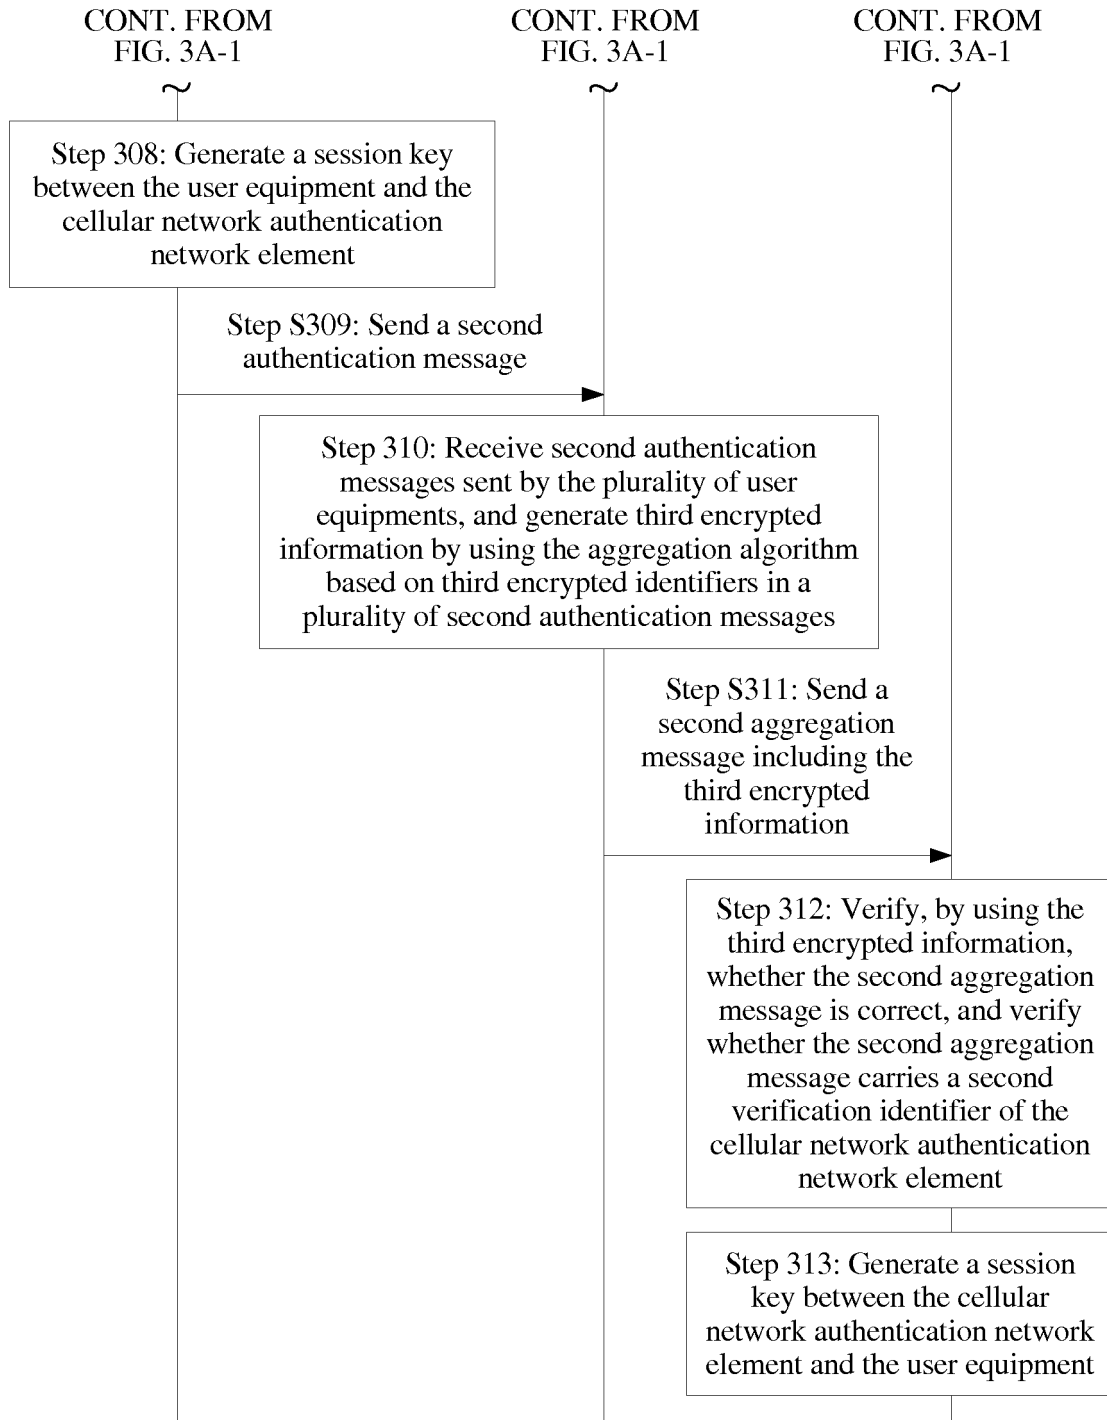 CONT. FROM
FIG. 3A-1
CONT. FROM
FIG. 3A-1
CONT. FROM
FIG. 3A-1
Step 308: Generate a session key
between the user equipment and the
cellular network authentication
network element
Step S309: Send a second
authentication message
Step 310: Receive second authentication
messages sent by the plurality of user
equipments, and generate third encrypted
information by using the aggregation algorithm
based on third encrypted identifiers in a
plurality of second authentication messages
Step S311: Send a
second aggregation
message including the
third encrypted
information
Step 312: Verify, by using the
third encrypted information,
whether the second aggregation
message is correct, and verify
whether the second aggregation
message carries a second
verification identifier of the
cellular network authentication
network element
Step 313: Generate a session
key between the cellular
network authentication network
element and the user equipment